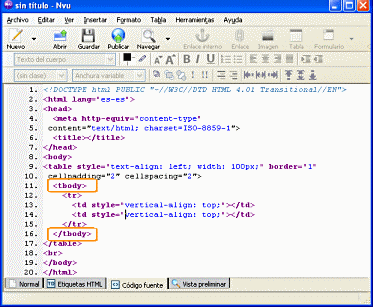 sin título - Nvu
Archivo Editar Ver Insertar Formato Tabla Herramientas Ayuda
Nuevo Abrir Guardar Publicar Navegar Enlace interno Enlace Imagen Tabla Formulario
Texto del cuerpo
(sin clase) Anchura variable
1. <!DOCTYPE html PUBLIC "-//W3C//DTD HTML 4.01 Transitional//EN">
2. <html lang="es-es">
3. <head>
4. <meta http-equiv="content-type"
5. content="text/html; charset=ISO-8859-1">
6. <title></title>
7. </head>
8. <body>
9. <table style="text-align: left; width: 100px;" border="1"
10. cellpadding="2" cellspacing="2">
11. <tbody>
12. <tr>
13. <td style="vertical-align: top;"></td>
14. <td style="vertical-align: top;"></td>
15. </tr>
16. </tbody>
17. </table>
18. <br>
19. </body>
20. </html>
Normal Etiquetas HTML Código fuente Vista preliminar